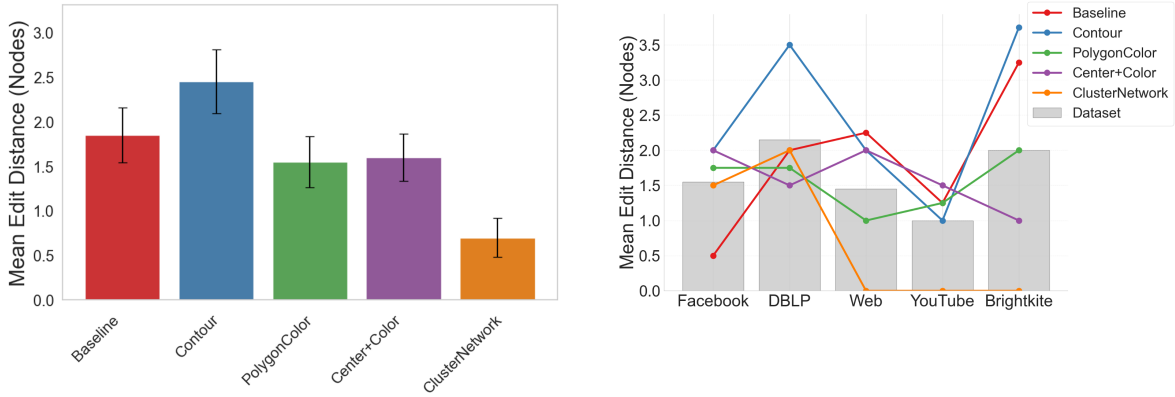 Mean Edit Distance (Nodes)
3.0
2.5
2.0
1.5
1.0
0.5
0.0
Baseline
Contour
PolygonColor
Center+Color
ClusterNetwork
Mean Edit Distance (Nodes)
3.5
3.0
2.5
2.0
1.5
1.0
0.5
0.0
Facebook
DBLP
Web
YouTube
Brightkite
Baseline
Contour
PolygonColor
Center+Color
ClusterNetwork
Dataset